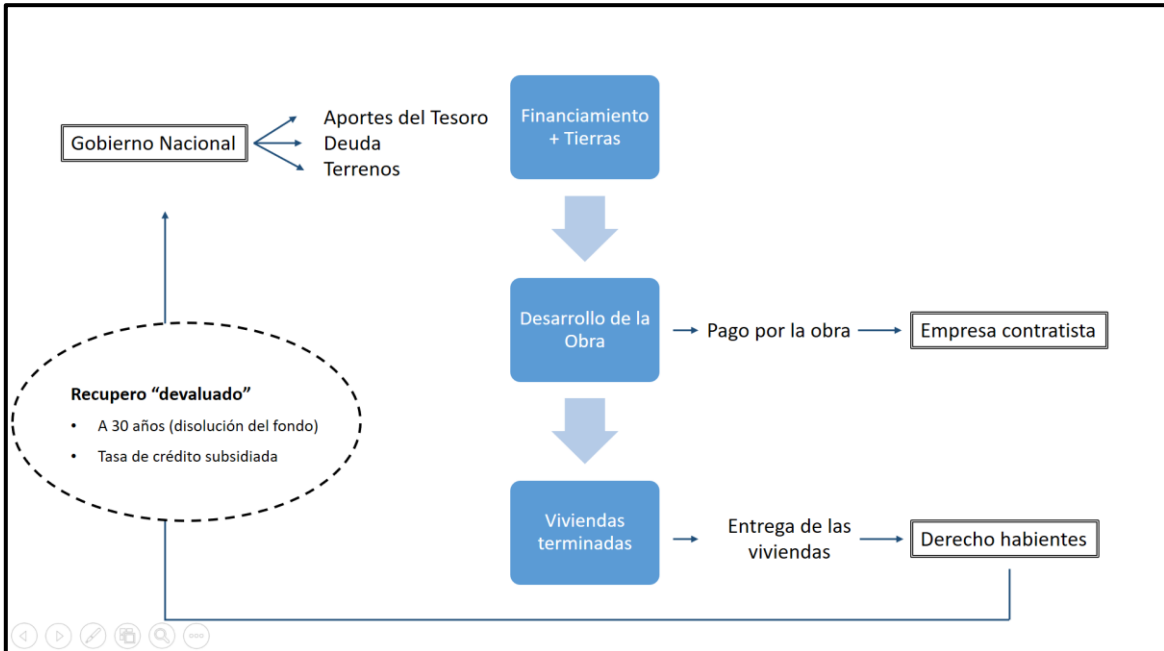 Gobierno Nacional
Aportes del Tesoro
Deuda
Terrenos
Financiamiento
+ Tierras
Desarrollo de la
Obra
Pago por la obra
Empresa contratista
Recupero “devaluado”
• A 30 años (disolución del fondo)
• Tasa de crédito subsidiada
Viviendas
terminadas
Entrega de las
viviendas
Derecho habientes